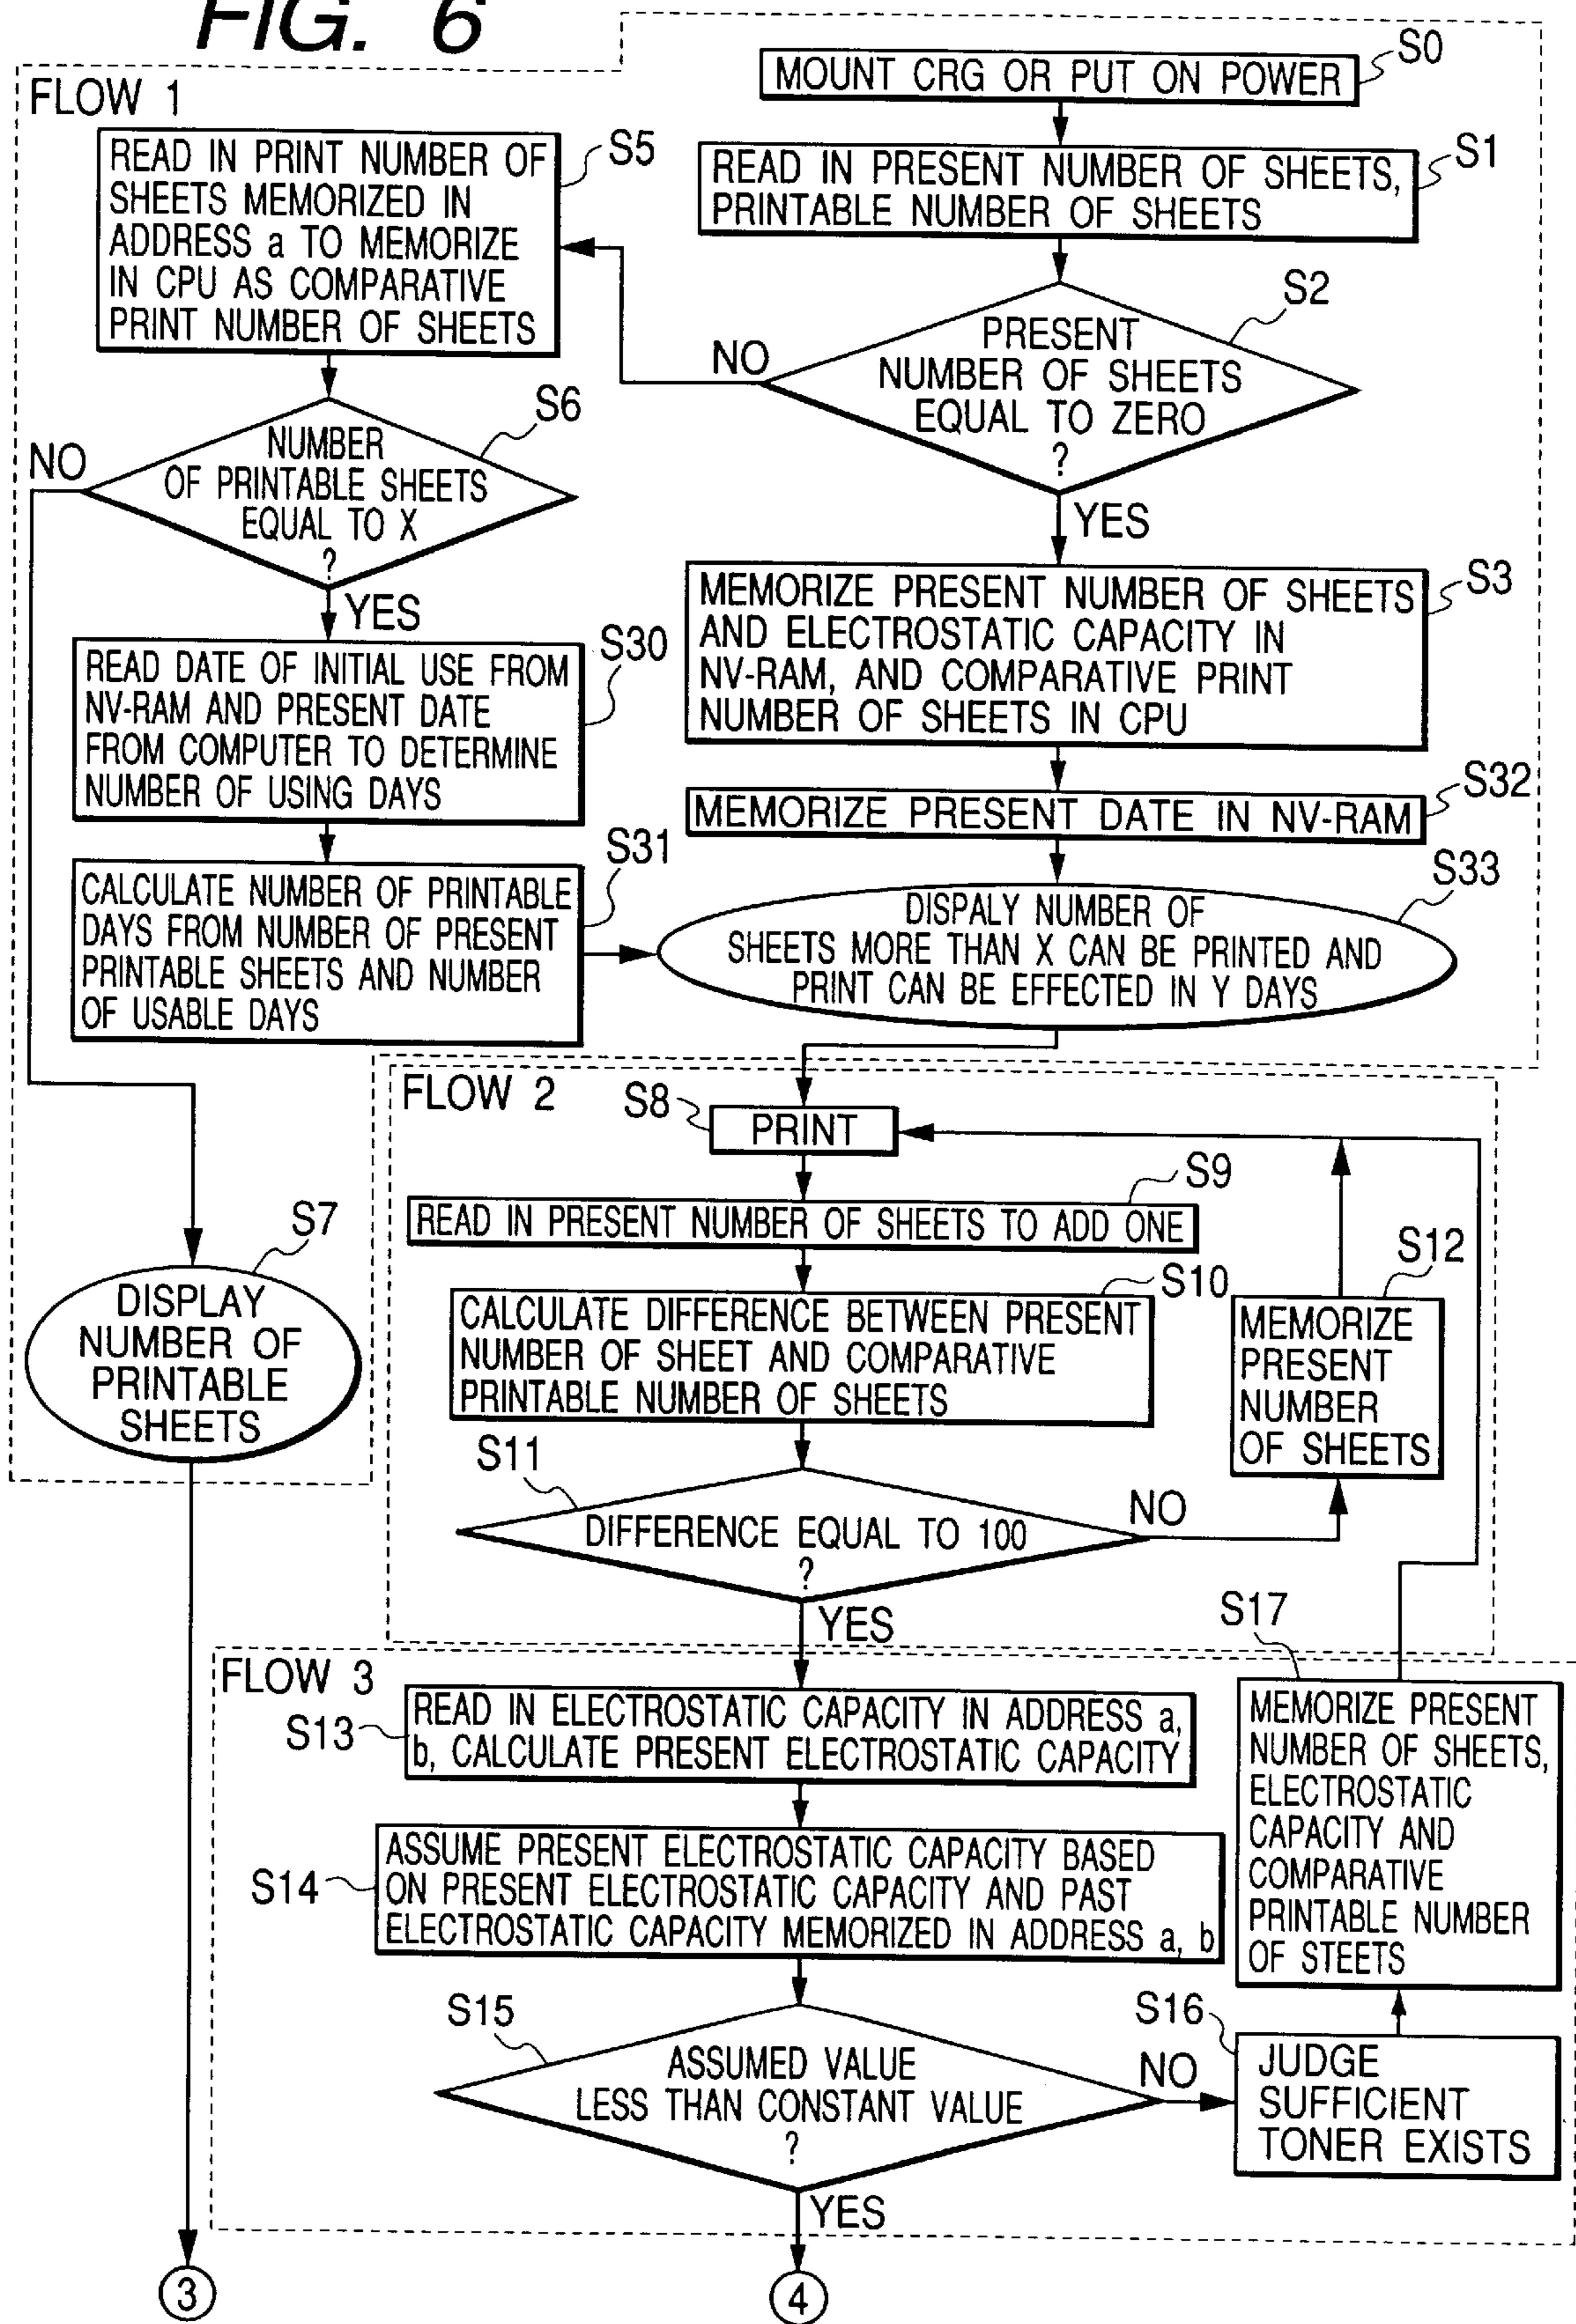 FIG. 6
FLOW 1
MOUNT CRG OR PUT ON POWER
S0
READ IN PRESENT NUMBER OF SHEETS,
PRINTABLE NUMBER OF SHEETS
S1
READ IN PRINT NUMBER OF
SHEETS MEMORIZED IN
ADDRESS a TO MEMORIZE
IN CPU AS COMPARATIVE
PRINT NUMBER OF SHEETS
S5
PRESENT
NUMBER OF SHEETS
EQUAL TO ZERO
?
S2
NO
YES
NUMBER
OF PRINTABLE SHEETS
EQUAL TO X
?
S6
NO
YES
MEMORIZE PRESENT NUMBER OF SHEETS
AND ELECTROSTATIC CAPACITY IN
NV-RAM, AND COMPARATIVE PRINT
NUMBER OF SHEETS IN CPU
S3
READ DATE OF INITIAL USE FROM
NV-RAM AND PRESENT DATE
FROM COMPUTER TO DETERMINE
NUMBER OF USING DAYS
S30
MEMORIZE PRESENT DATE IN NV-RAM
S32
CALCULATE NUMBER OF PRINTABLE
DAYS FROM NUMBER OF PRESENT
PRINTABLE SHEETS AND NUMBER
OF USABLE DAYS
S31
DISPALY NUMBER OF
SHEETS MORE THAN X CAN BE PRINTED AND
PRINT CAN BE EFFECTED IN Y DAYS
S33
DISPLAY
NUMBER OF
PRINTABLE
SHEETS
S7
FLOW 2
S8
PRINT
READ IN PRESENT NUMBER OF SHEETS TO ADD ONE
S9
CALCULATE DIFFERENCE BETWEEN PRESENT
NUMBER OF SHEET AND COMPARATIVE
PRINTABLE NUMBER OF SHEETS
S10
S12
MEMORIZE
PRESENT
NUMBER
OF SHEETS
S11
DIFFERENCE EQUAL TO 100
?
NO
YES
FLOW 3
S13
READ IN ELECTROSTATIC CAPACITY IN ADDRESS a,
b, CALCULATE PRESENT ELECTROSTATIC CAPACITY
S14
ASSUME PRESENT ELECTROSTATIC CAPACITY BASED
ON PRESENT ELECTROSTATIC CAPACITY AND PAST
ELECTROSTATIC CAPACITY MEMORIZED IN ADDRESS a, b
S17
MEMORIZE PRESENT
NUMBER OF SHEETS,
ELECTROSTATIC
CAPACITY AND
COMPARATIVE
PRINTABLE NUMBER
OF STEETS
S15
ASSUMED VALUE
LESS THAN CONSTANT VALUE
?
NO
YES
S16
JUDGE
SUFFICIENT
TONER EXISTS
3
4